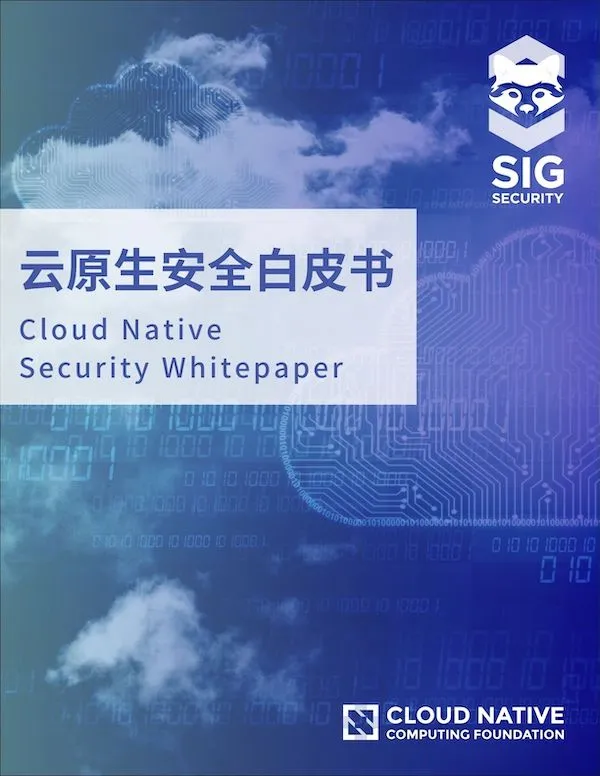 SIG
SECURITY
云原生安全白皮书
Cloud Native
Security Whitepaper
CLOUD NATIVE
COMPUTING FOUNDATION